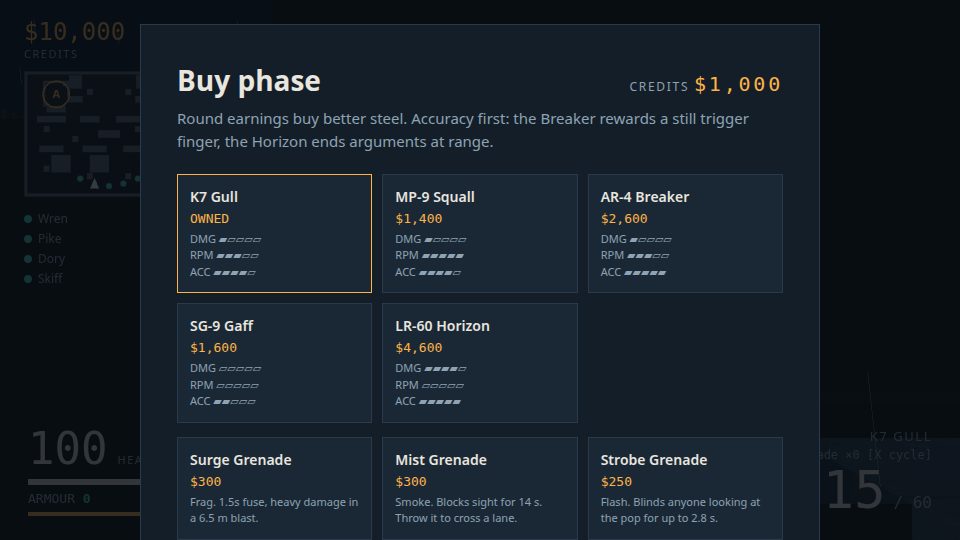 $10,000
CREDITS
A
Wren
Pike
Dory
Skiff
Buy phase
CREDITS $1,000
Round earnings buy better steel. Accuracy first: the Breaker rewards a still trigger
finger, the Horizon ends arguments at range.
K7 Gull
OWNED
DMG
RPM
ACC
MP-9 Squall
$1,400
DMG
RPM
ACC
AR-4 Breaker
$2,600
DMG
RPM
ACC
SG-9 Gaff
$1,600
DMG
RPM
ACC
LR-60 Horizon
$4,600
DMG
RPM
ACC
Surge Grenade
$300
Frag. 1.5s fuse, heavy damage in
a 6.5 m blast.
Mist Grenade
$300
Smoke. Blocks sight for 14 s.
Throw it to cross a lane.
Strobe Grenade
$250
Flash. Blinds anyone looking at
the pop for up to 2.8 s.
100 HEA
ARMOUR 0
K7 GULL
ade ×0 [X cycle]
15 / 60